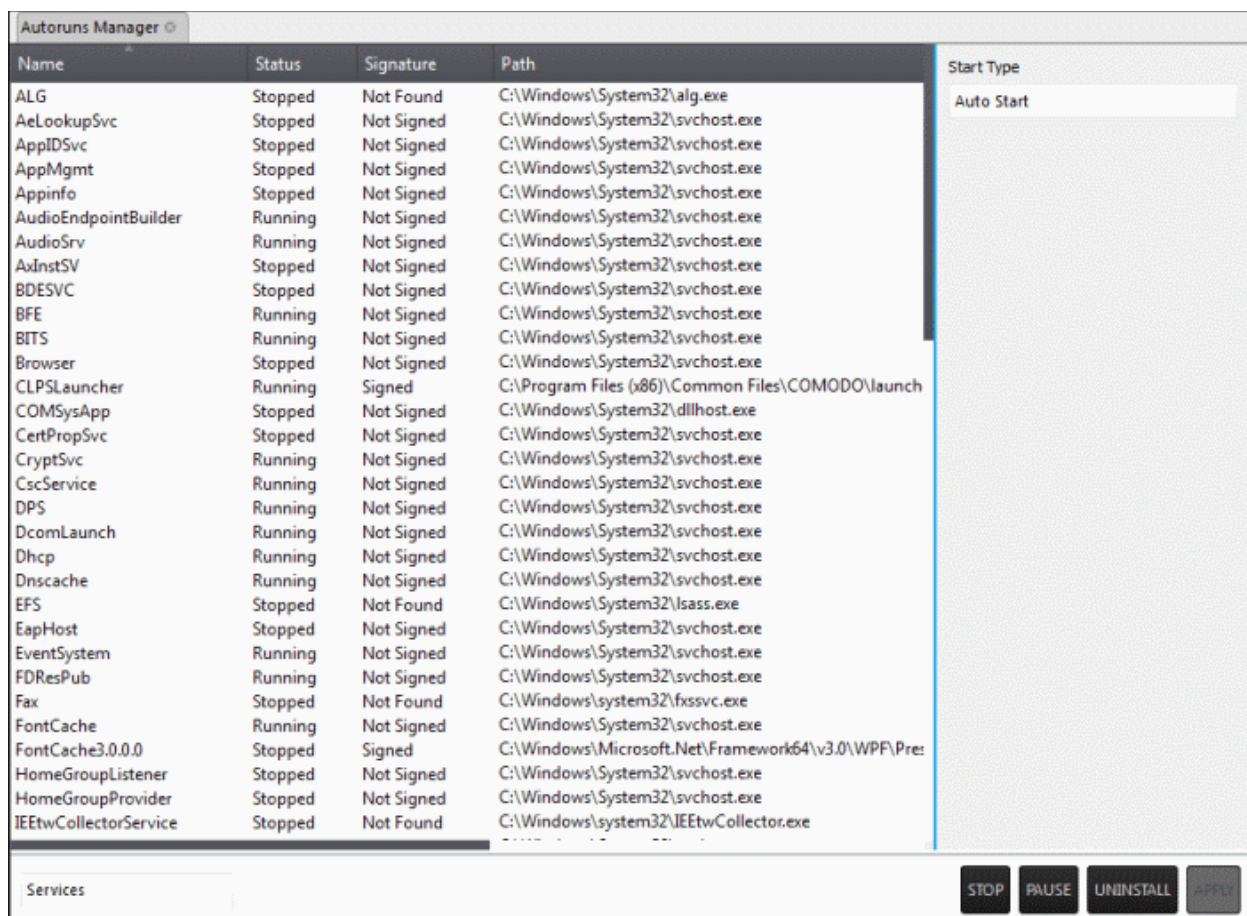 Autoruns Manager
Name Status Signature Path
ALG Stopped Not Found C:\Windows\System32\alg.exe
AeLookupSvc Stopped Not Signed C:\Windows\System32\svchost.exe
AppIDSvc Stopped Not Signed C:\Windows\System32\svchost.exe
AppMgmt Stopped Not Signed C:\Windows\System32\svchost.exe
Appinfo Stopped Not Signed C:\Windows\System32\svchost.exe
AudioEndpointBuilder Running Not Signed C:\Windows\System32\svchost.exe
AudioSrv Running Not Signed C:\Windows\System32\svchost.exe
AxInstSV Stopped Not Signed C:\Windows\System32\svchost.exe
BDESVC Stopped Not Signed C:\Windows\System32\svchost.exe
BFE Running Not Signed C:\Windows\System32\svchost.exe
BITS Running Not Signed C:\Windows\System32\svchost.exe
Browser Stopped Not Signed C:\Windows\System32\svchost.exe
CLPSLauncher Running Signed C:\Program Files (x86)\Common Files\COMODO\launch
COMSysApp Stopped Not Signed C:\Windows\System32\dllhost.exe
CertPropSvc Stopped Not Signed C:\Windows\System32\svchost.exe
CryptSvc Running Not Signed C:\Windows\System32\svchost.exe
CscService Running Not Signed C:\Windows\System32\svchost.exe
DPS Running Not Signed C:\Windows\System32\svchost.exe
DcomLaunch Running Not Signed C:\Windows\System32\svchost.exe
Dhcp Running Not Signed C:\Windows\System32\svchost.exe
Dnscache Running Not Signed C:\Windows\System32\svchost.exe
EFS Stopped Not Found C:\Windows\System32\lsass.exe
EapHost Stopped Not Signed C:\Windows\System32\svchost.exe
EventSystem Running Not Signed C:\Windows\System32\svchost.exe
FDResPub Running Not Signed C:\Windows\System32\svchost.exe
Fax Stopped Not Found C:\Windows\system32\fxssvc.exe
FontCache Running Not Signed C:\Windows\System32\svchost.exe
FontCache3.0.0.0 Stopped Signed C:\Windows\Microsoft.Net\Framework64\v3.0\WPF\Pres
HomeGroupListener Stopped Not Signed C:\Windows\System32\svchost.exe
HomeGroupProvider Stopped Not Signed C:\Windows\System32\svchost.exe
IEEtwCollectorService Stopped Not Found C:\Windows\system32\IEEtwCollector.exe
Start Type
Auto Start
Services
STOP PAUSE UNINSTALL APPLY